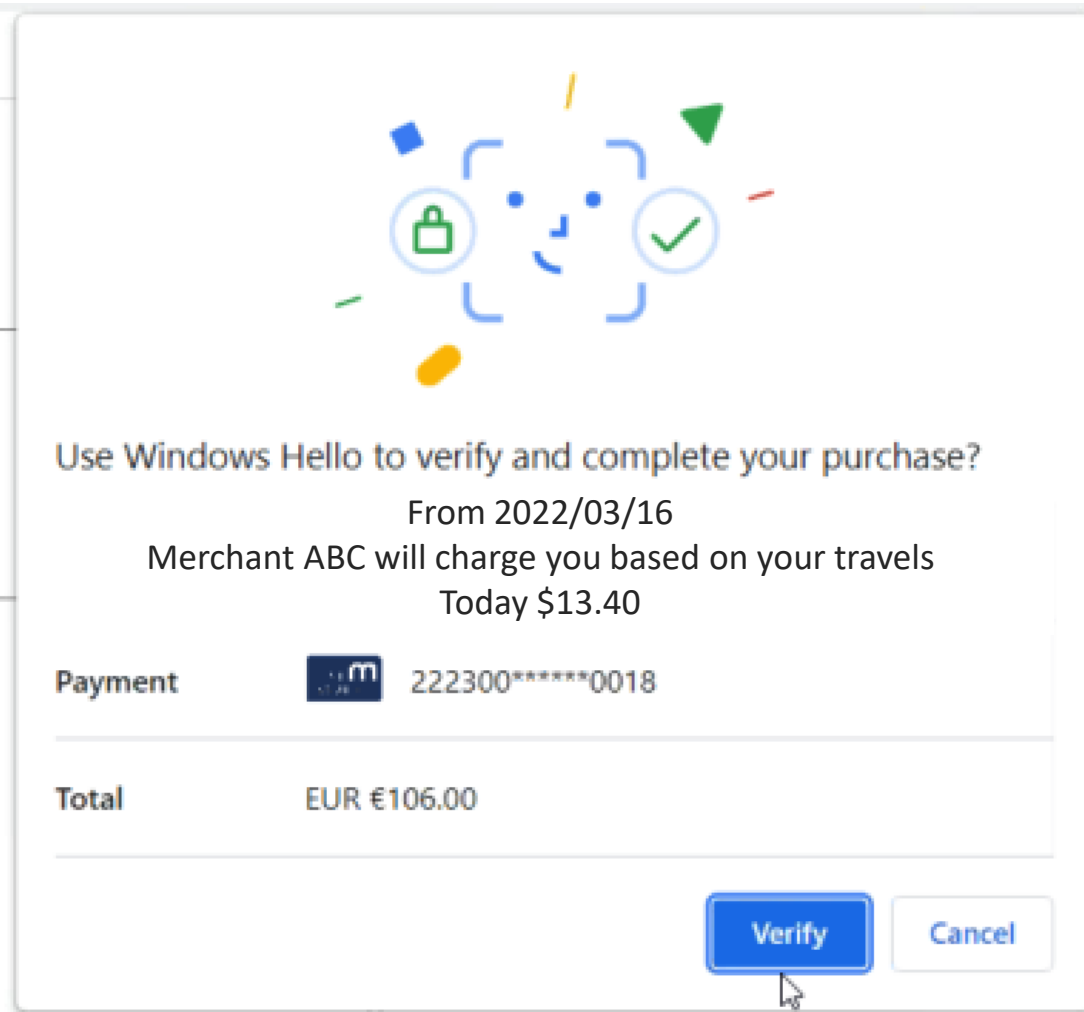 Use Windows Hello to verify and complete your purchase?
From 2022/03/16
Merchant ABC will charge you based on your travels
Today $13.40
Payment m 222300******0018
Total EUR €106.00
Verify Cancel